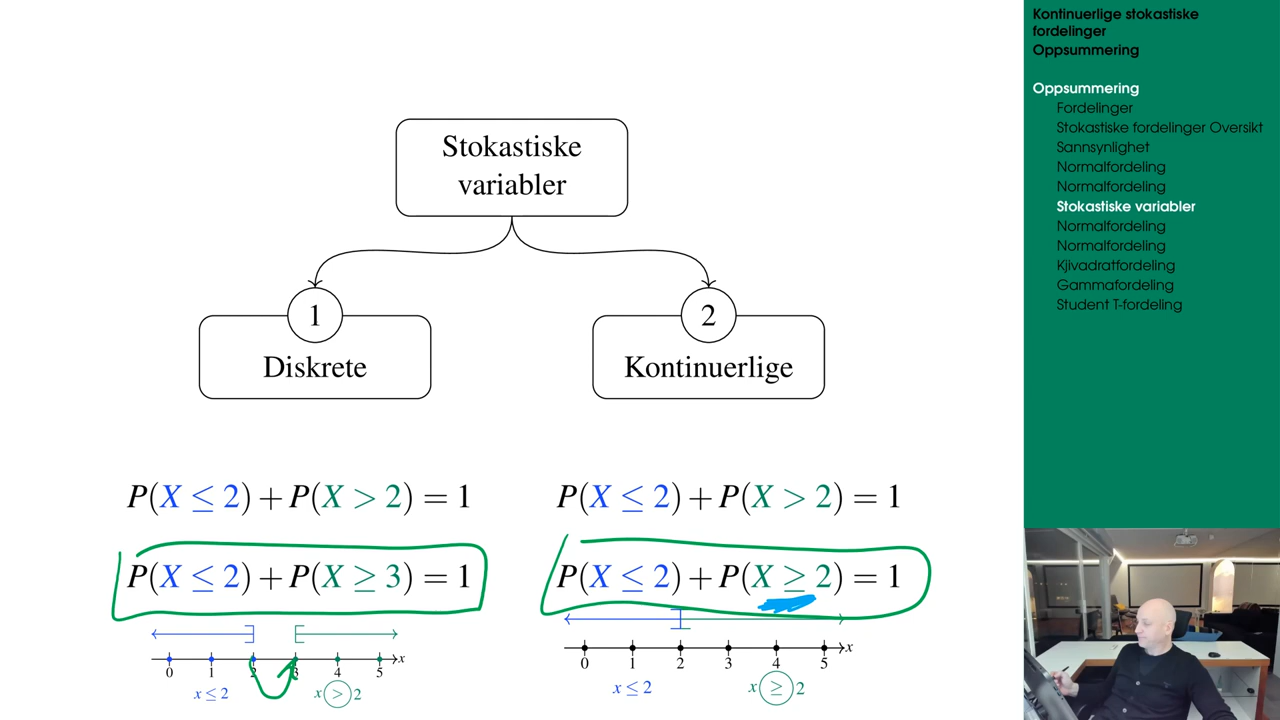 Stokastiske
variabler
1
2
Diskrete
Kontinuerlige
P(X ≤ 2) + P(X > 2) = 1
P(X ≤ 2) + P(X > 2) = 1
P(X ≤ 2) + P(X ≥ 3) = 1
P(X ≤ 2) + P(X ≥ 2) = 1
0 1 2 3 4 5 x
x ≤ 2
x > 2
0 1 2 3 4 5 x
x ≤ 2
x ≥ 2
Kontinuerlige stokastiske
fordelinger
Oppsummering
Oppsummering
Fordelinger
Stokastiske fordelinger Oversikt
Sannsynlighet
Normalfordeling
Normalfordeling
Stokastiske variabler
Normalfordeling
Normalfordeling
Kjivadratfordeling
Gammafordeling
Student T-fordeling